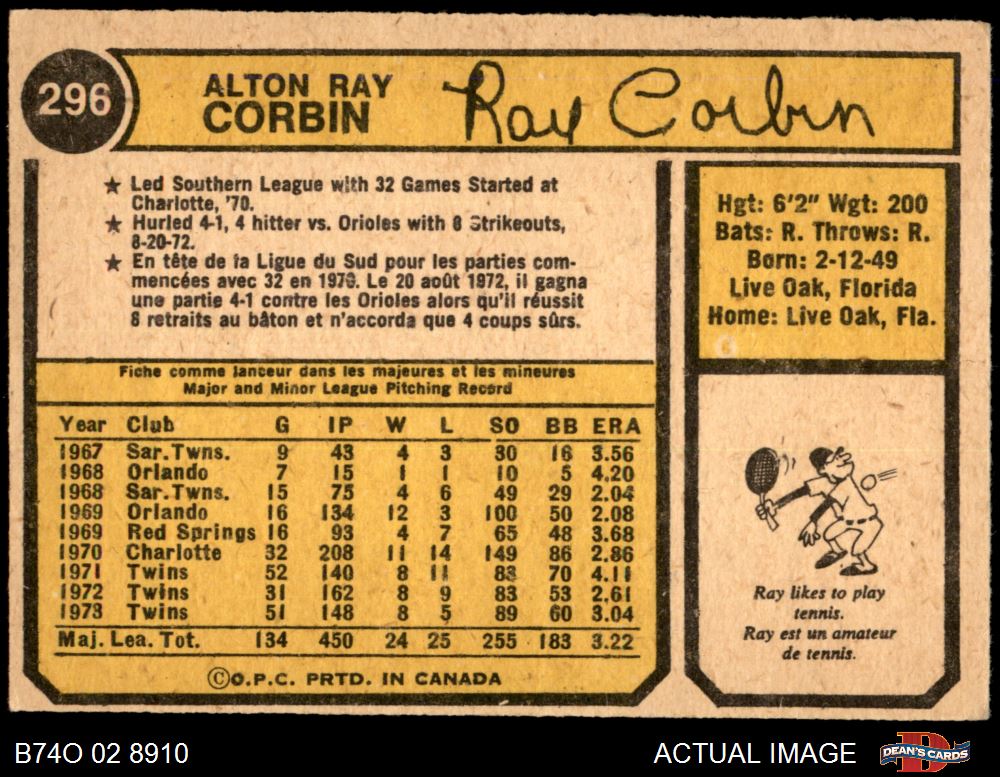 296
ALTON RAY
CORBIN
Ray Corbin
★ Led Southern League with 32 Games Started at
Charlotte, '70.
★ Hurled 4-1, 4 hitter vs. Orioles with 8 Strikeouts,
8-20-72.
★ En tête de la Ligue du Sud pour les parties com-
mencées avec 32 en 1970. Le 20 août 1972, il gagna
une partie 4-1 contre les Orioles alors qu'il réussit
8 retraits au bâton et n'accorda que 4 coups sûrs.
Hgt: 6'2" Wgt: 200
Bats: R. Throws: R.
Born: 2-12-49
Live Oak, Florida
Home: Live Oak, Fla.
Fiche comme lanceur dans les majeures et les mineures
Major and Minor League Pitching Record
Year Club G IP W L SO BB ERA
1967 Sar. Twns. 9 43 4 3 30 16 3.56
1968 Orlando 7 15 1 1 10 5 4.20
1968 Sar. Twns. 15 75 4 6 49 29 2.04
1969 Orlando 16 134 12 3 100 50 2.08
1969 Red Springs 16 93 4 7 65 48 3.68
1970 Charlotte 32 208 11 14 149 86 2.86
1971 Twins 52 140 8 11 83 70 4.11
1972 Twins 31 162 8 9 83 53 2.61
1973 Twins 51 148 8 5 89 60 3.04
Maj. Lea. Tot. 134 450 24 25 255 183 3.22
©O.P.C. PRTD. IN CANADA
Ray likes to play
tennis.
Ray est un amateur
de tennis.
B74O 02 8910
ACTUAL IMAGE
DEAN'S CARDS